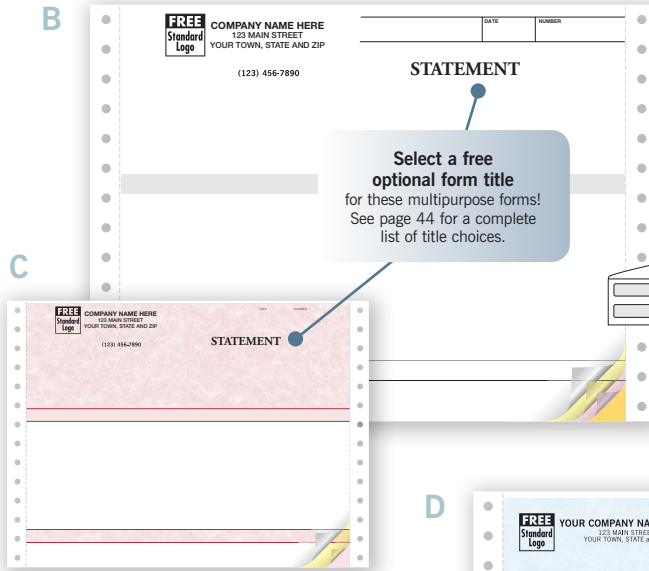 B
FREE
Standard
Logo
COMPANY NAME HERE
123 MAIN STREET
YOUR TOWN, STATE AND ZIP
(123) 456-7890
DATE NUMBER
STATEMENT
Select a free
optional form title
for these multipurpose forms!
See page 44 for a complete
list of title choices.
C
FREE
Standard
Logo
COMPANY NAME HERE
123 MAIN STREET
YOUR TOWN, STATE AND ZIP
(123) 456-7890
DATE NUMBER
STATEMENT
D
FREE
Standard
Logo
YOUR COMPANY NA
123 MAIN STREE
YOUR TOWN, STATE a